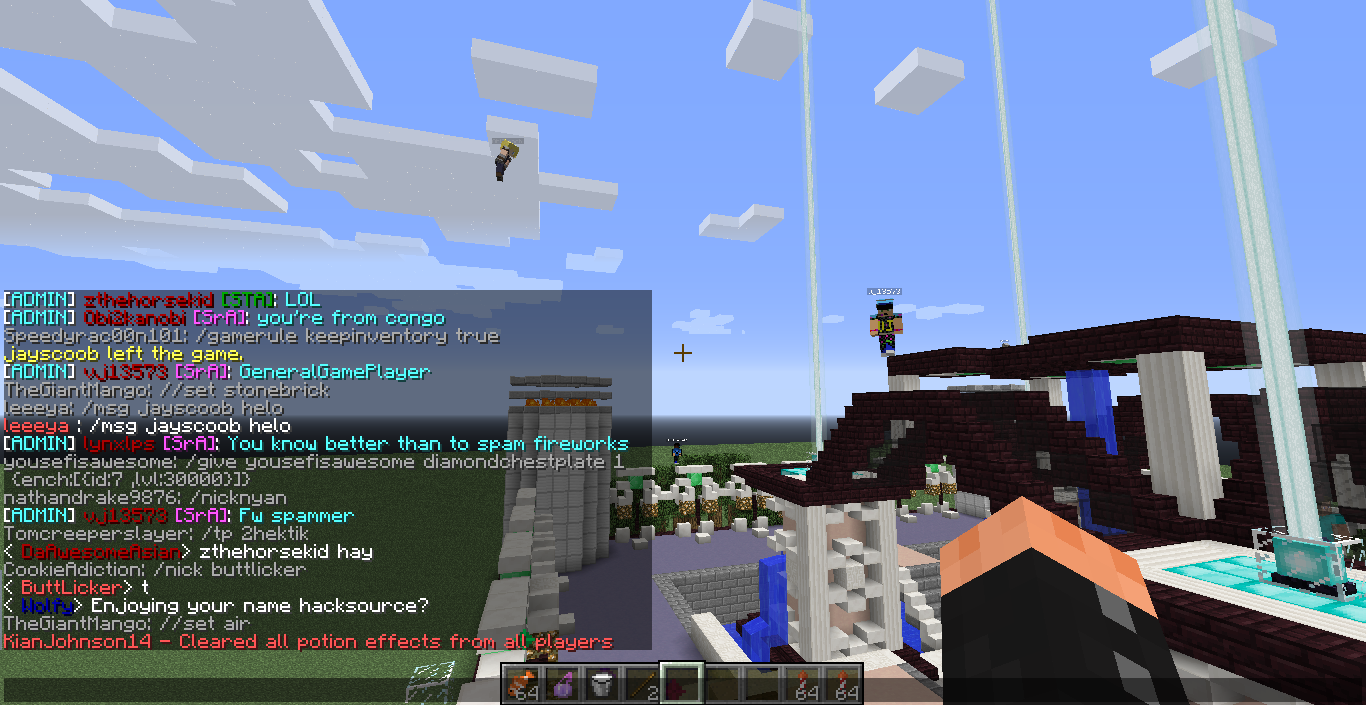 [ADMIN] zthehorsekid [STA]: LOL
[ADMIN] Obi2kanobi [SrA]: you're from congo
Speedyrac00n101: /gamerule keepinventory true
jayscoob left the game.
[ADMIN] vj13573 [SrA]: GeneralGamePlayer
TheGiantMango: //set stonebrick
leeeya: /msg jayscoob helo
leeeya : /msg jayscoob helo
[ADMIN] lynxlps [SrA]: You know better than to spam fireworks
yousefisawesome: /give yousefisawesome diamondchestplate 1
{ench:[{id:7 ,lvl:30000}]}
nathandrake9876: /nicknyan
[ADMIN] vj13573 [SrA]: Fw spammer
Tomcreeperslayer: /tp 2hektik
< DaAwesomeAsian> zthehorsekid hay
CookieAdiction: /nick buttlicker
< ButtLicker> t
< Wolfy> Enjoying your name hacksource?
TheGiantMango: //set air
KianJohnson14 - Cleared all potion effects from all players
vj13573
64
2
64
64